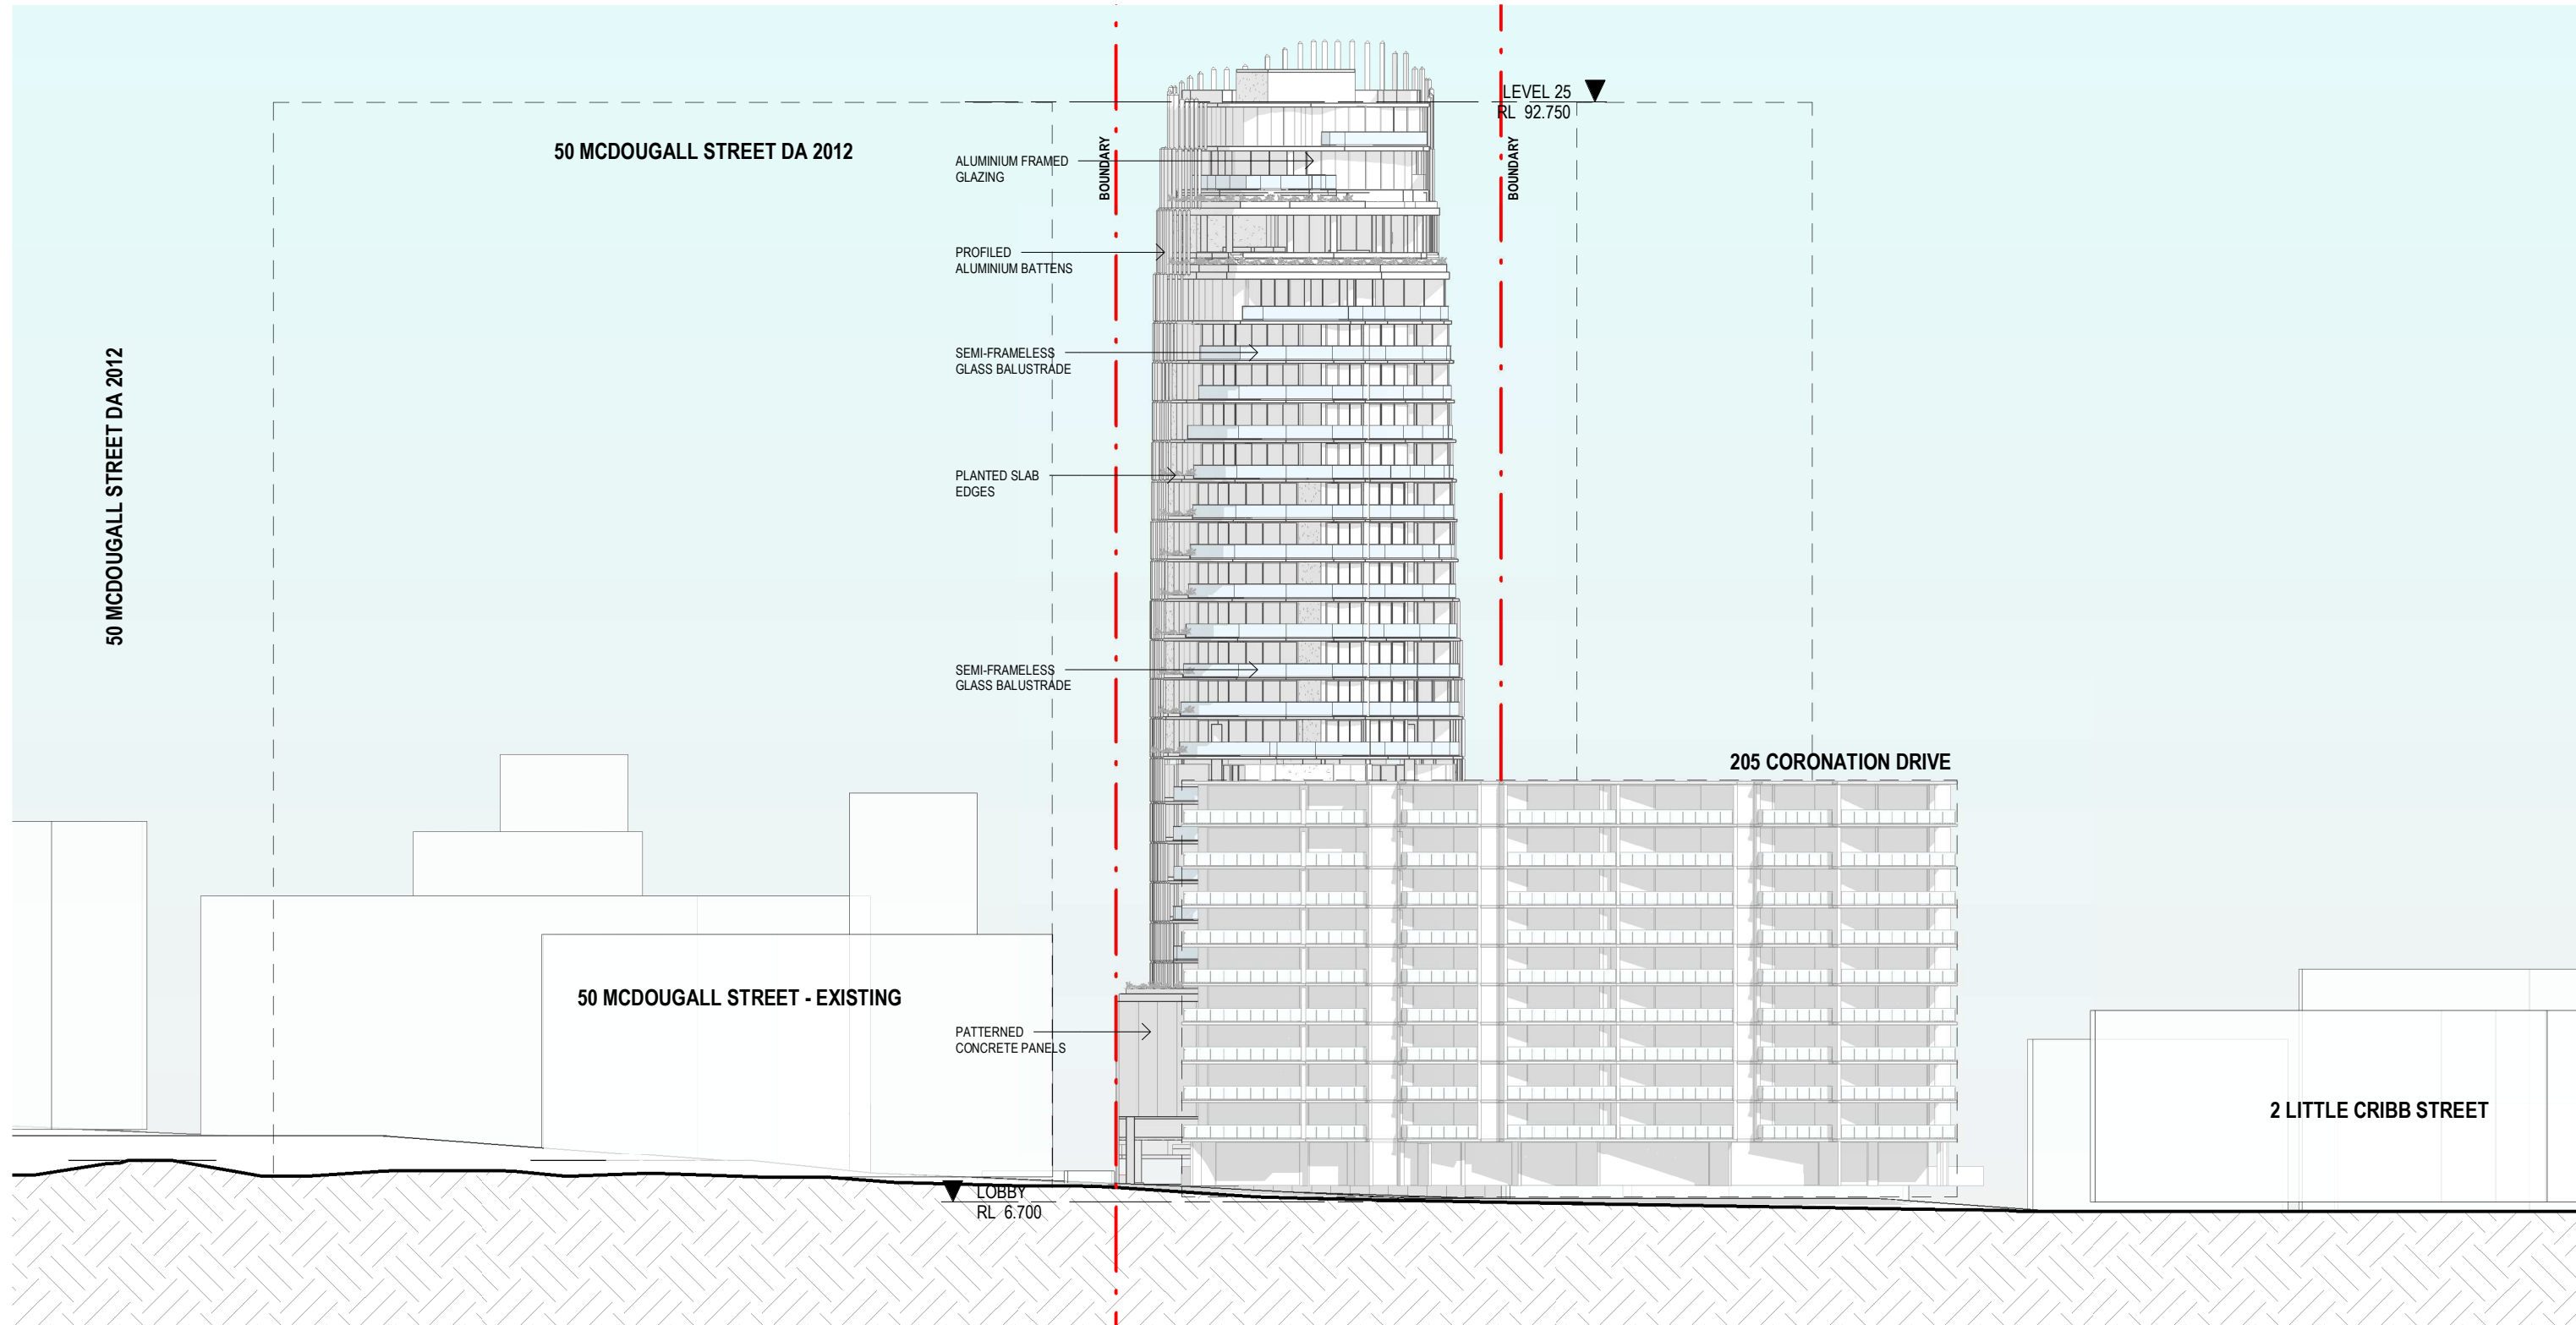 LEVEL 25
RL 92.750
50 MCDOUGALL STREET DA 2012
BOUNDARY
BOUNDARY
ALUMINIUM FRAMED
GLAZING
PROFILED
ALUMINIUM BATTENS
50 MCDOUGALL STREET DA 2012
SEMI-FRAMELESS
GLASS BALUSTRADE
PLANTED SLAB
EDGES
SEMI-FRAMELESS
GLASS BALUSTRADE
205 CORONATION DRIVE
50 MCDOUGALL STREET - EXISTING
PATTERNED
CONCRETE PANELS
2 LITTLE CRIBB STREET
LOBBY
RL 6.700